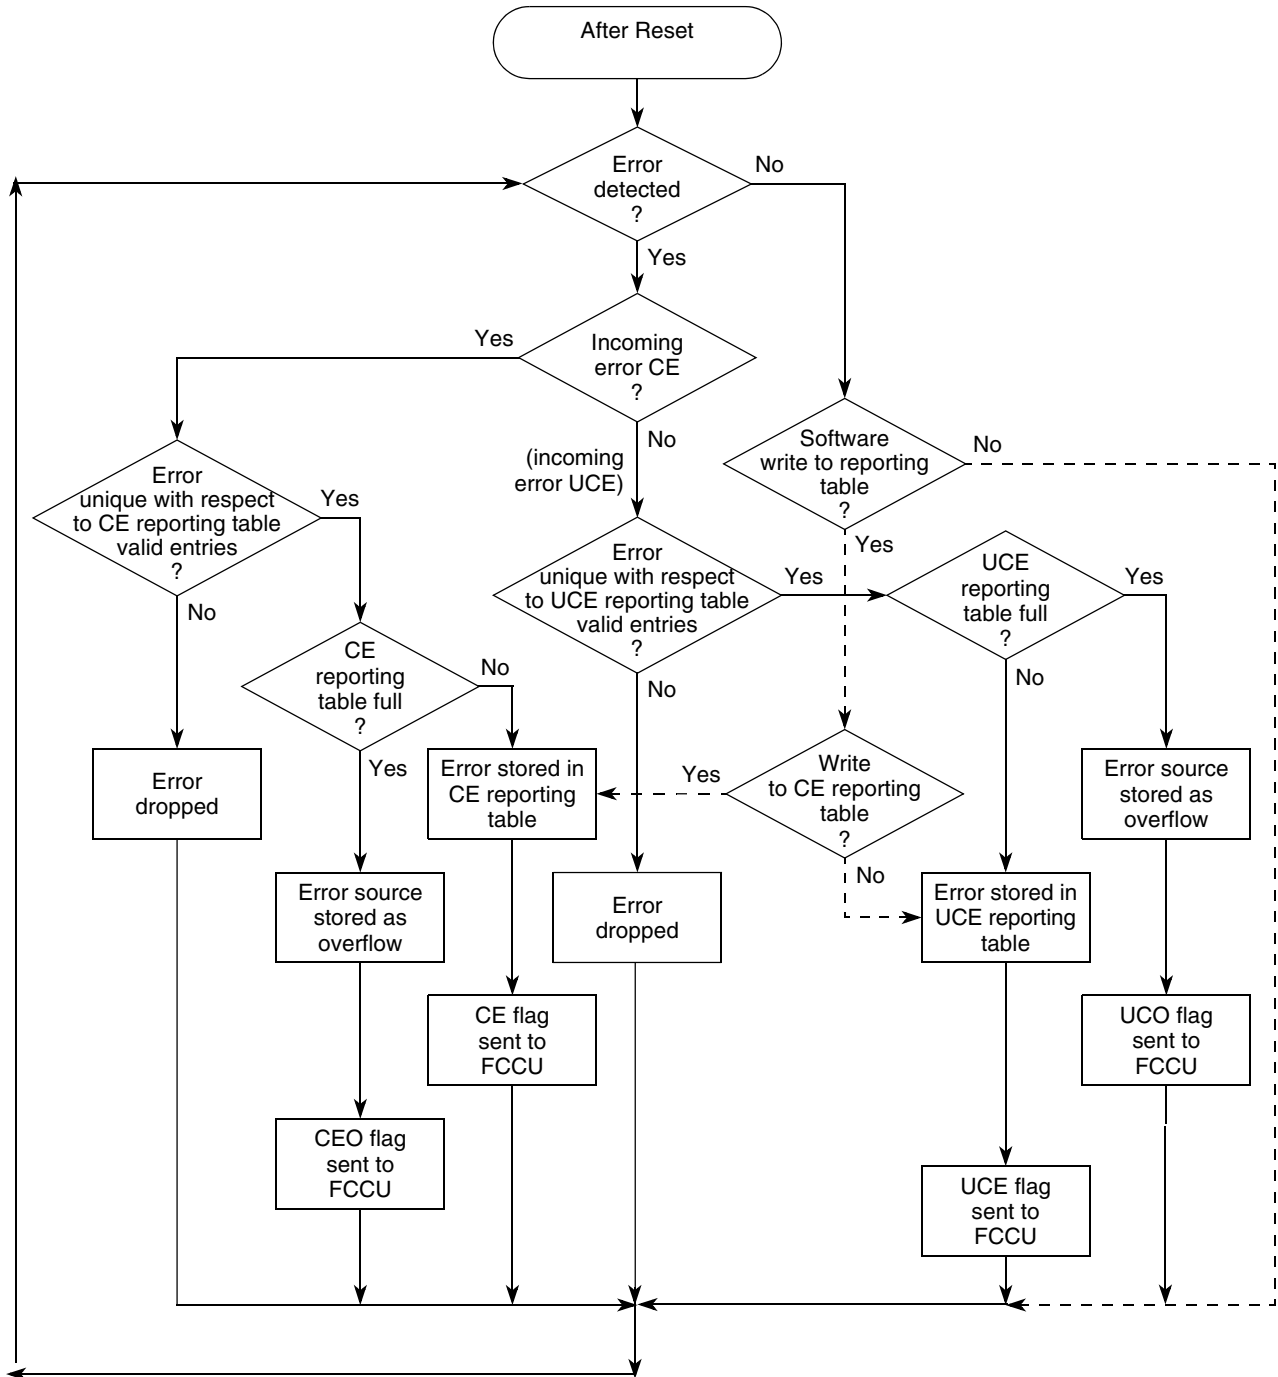 After Reset
Error
detected
?
No
Yes
Incoming
error CE
?
Yes
No
(incoming
error UCE)
Software
write to reporting
table
?
No
Yes
Error
unique with respect
to CE reporting table
valid entries
?
Yes
No
Error
unique with respect
to UCE reporting table
valid entries
?
Yes
No
UCE
reporting
table full
?
Yes
No
CE
reporting
table full
?
No
Yes
Error
dropped
Error stored in
CE reporting
table
Yes
Write
to CE reporting
table
?
No
Error source
stored as
overflow
Error source
stored as
overflow
Error
dropped
Error stored in
UCE reporting
table
CE flag
sent to
FCCU
UCO flag
sent to
FCCU
CEO flag
sent to
FCCU
UCE flag
sent to
FCCU